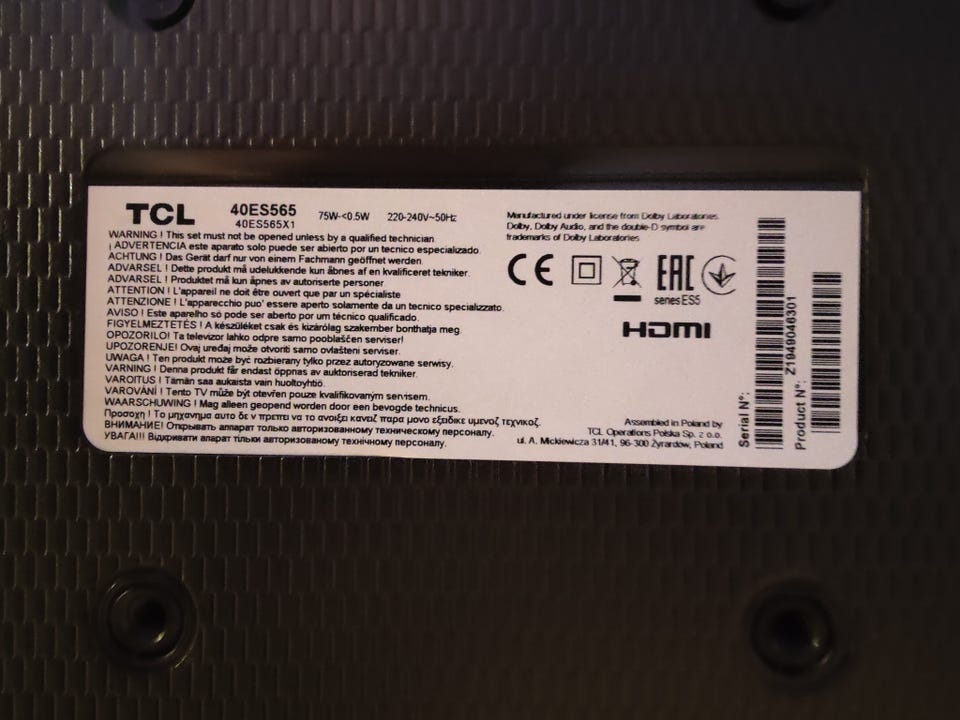 TCL 40ES565 75W-<0.5W 220-240V~50Hz
40ES565X1
WARNING ! This set must not be opened unless by a qualified technician.
¡ ADVERTENCIA este aparato solo puede ser abierto por un tecnico especializado.
ACHTUNG ! Das Gerät darf nur von einem Fachmann geöffnet werden.
ADVARSEL ! Dette produkt må udelukkende kun åbnes af en kvalificeret tekniker.
ADVARSEL ! Produktet må kun åpnes av autoriserte personer
ATTENTION ! L'appareil ne doit être ouvert que par un spécialiste
ATTENZIONE ! L'apparecchio puo' essere aperto solamente da un tecnico specializzato.
AVISO ! Este aparelho só pode ser aberto por um técnico qualificado.
FIGYELMEZTETÉS ! A készüléket csak és kizárólag szakember bonthatja meg.
OPOZORILO! Ta televizor lahko odpre samo pooblaščen serviser!
UPOZORENJE! Ovaj uređaj može otvoriti samo ovlašteni serviser.
UWAGA ! Ten produkt może być rozbierany tylko przez autoryzowane serwisy.
VARNING ! Denna produkt får endast öppnas av auktoriserad tekniker.
VAROITUS ! Tämän saa aukaista vain huoltoyhtiö.
VAROVÁNÍ ! Tento TV může být otevřen pouze kvalifikovaným servisem.
WAARSCHUWING ! Mag alleen geopend worden door een bevogde technicus.
Προσοχη ! Το μηχανημα αυτο δε ν πρεπει να το ανοιξει κανεiζ παρα μονο εξειδικε υμενοζ τεχνικοζ.
ВНИМАНИЕ! Открывать аппарат только авторизованному техническому персоналу.
УВАГА!!! Відкривати апарат тільки авторизованому технічному персоналу.
Manufactured under license from Dolby Laboratories.
Dolby, Dolby Audio, and the double-D symbol are
trademarks of Dolby Laboratories
CE EAC
series ES5
HDMI
Assembled in Poland by
TCL Operations Polska Sp. z o.o.
ul. A. Mickiewicza 31/41, 96-300 Żyrardów, Poland
Serial N°:
Z1949046301
Product N°: